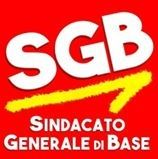 SGB
SINDACATO
GENERALE DI BASE